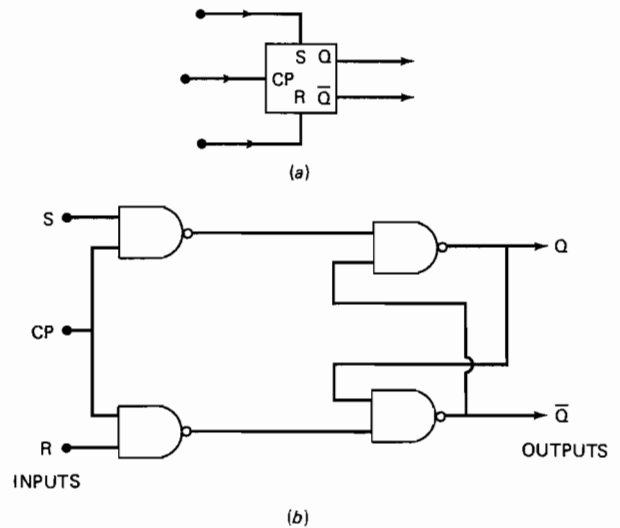 S Q
CP
R Q̅
(a)
S
Q
CP
R
Q̅
INPUTS
OUTPUTS
(b)